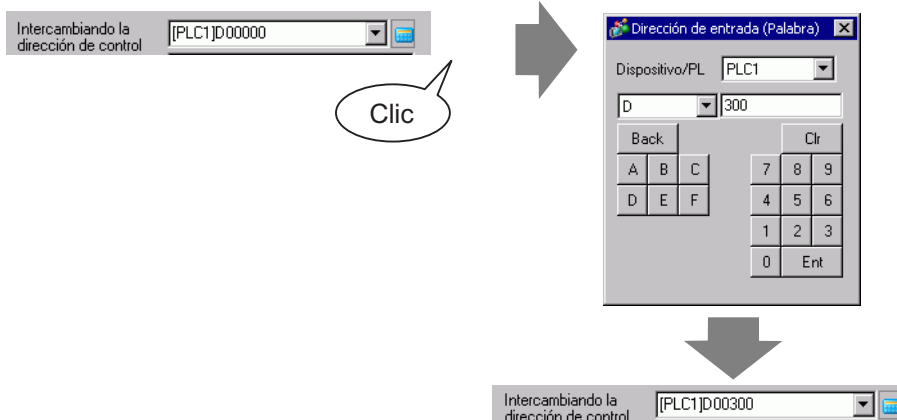 Intercambiando la
dirección de control
[PLC1]D00000
Clic
Dirección de entrada (Palabra)
Dispositivo/PL PLC1
D 300
Back Clr
A B C 7 8 9
D E F 4 5 6
1 2 3
0 Ent
Intercambiando la
dirección de control
[PLC1]D00300